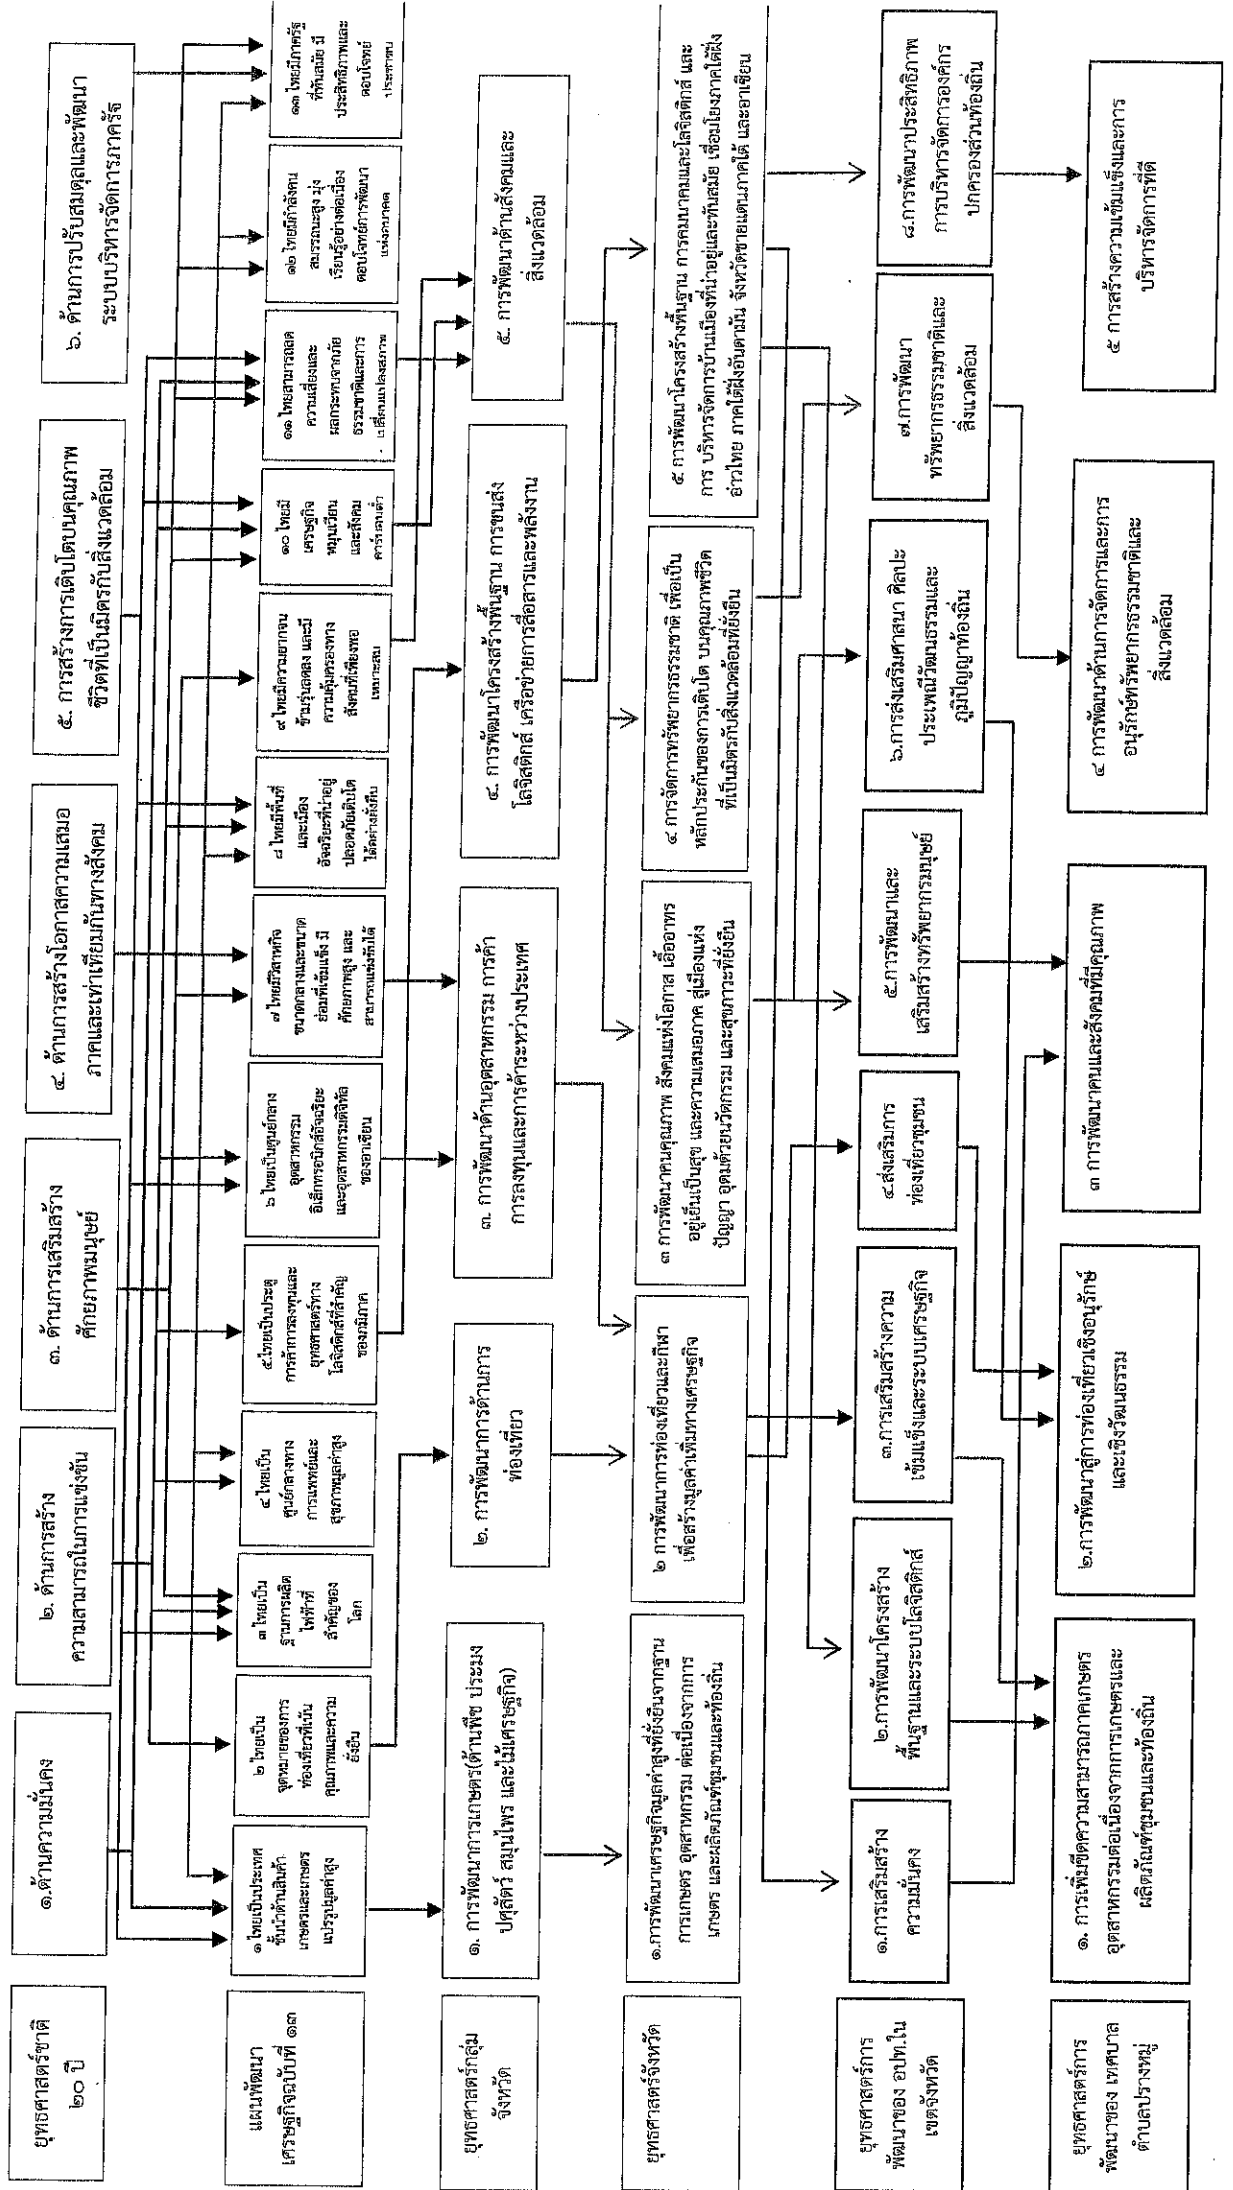 ยุทธศาสตร์ชาติ
๒๐ ปี
๑.ด้านความมั่นคง
๒. ด้านการสร้าง
ความสามารถในการแข่งขัน
๓. ด้านการเสริมสร้าง
ศักยภาพมนุษย์
๔. ด้านการสร้างโอกาสความเสมอ
ภาคและเท่าเทียมกันทางสังคม
๕. การสร้างการเติบโตบนคุณภาพ
ชีวิตที่เป็นมิตรกับสิ่งแวดล้อม
๖. ด้านการปรับสมดุลและพัฒนา
ระบบบริหารจัดการภาครัฐ
แผนพัฒนา
เศรษฐกิจฉบับที่ ๑๓
๑ ไทยเป็นประเทศ
ชั้นนำด้านสินค้า
เกษตรและเกษตร
แปรรูปมูลค่าสูง
๒ ไทยเป็น
จุดหมายของการ
ท่องเที่ยวที่เน้น
คุณภาพและความ
ยั่งยืน
๓ ไทยเป็น
ฐานการผลิต
ไฟฟ้าที่
สำคัญของ
โลก
๔ ไทยเป็น
ศูนย์กลางทาง
การแพทย์และ
สุขภาพมูลค่าสูง
๕ ไทยเป็นประตู
การค้าการลงทุนและ
ยุทธศาสตร์ทาง
โลจิสติกส์ที่สำคัญ
ของภูมิภาค
๖ ไทยเป็นศูนย์กลาง
อุตสาหกรรม
อิเล็กทรอนิกส์อัจฉริยะ
และอุตสาหกรรมดิจิทัล
ของอาเซียน
๗ ไทยมีวิสาหกิจ
ขนาดกลางและขนาด
ย่อมที่เข้มแข็ง มี
ศักยภาพสูง และ
สามารถแข่งขันได้
๘ ไทยมีพื้นที่
และเมือง
อัจฉริยะที่น่าอยู่
ปลอดภัยเติบโต
ได้อย่างยั่งยืน
๙ ไทยมีความยากจน
ข้ามรุ่นลดลง และมี
ความคุ้มครองทาง
สังคมที่เพียงพอ
เหมาะสม
๑๐ ไทยมี
เศรษฐกิจ
หมุนเวียน
และสังคม
คาร์บอนต่ำ
๑๑ ไทยสามารถลด
ความเสี่ยงและ
ผลกระทบจากภัย
ธรรมชาติและการ
เปลี่ยนแปลงสภาพ
๑๒ ไทยมีกำลังคน
สมรรถนะสูง มุ่ง
เรียนรู้อย่างต่อเนื่อง
ตอบโจทย์การพัฒนา
แห่งอนาคต
๑๓ ไทยมีภาครัฐ
ที่ทันสมัย มี
ประสิทธิภาพและ
ตอบโจทย์
ประชาชน
ยุทธศาสตร์กลุ่ม
จังหวัด
๑. การพัฒนาการเกษตร(ด้านพืช ประมง
ปศุสัตว์ สมุนไพร และไม้เศรษฐกิจ)
๒. การพัฒนาการด้านการ
ท่องเที่ยว
๓. การพัฒนาด้านอุตสาหกรรม การค้า
การลงทุนและการค้าระหว่างประเทศ
๔. การพัฒนาโครงสร้างพื้นฐาน การขนส่ง
โลจิสติกส์ เครือข่ายการสื่อสารและพลังงาน
๕. การพัฒนาด้านสังคมและ
สิ่งแวดล้อม
ยุทธศาสตร์จังหวัด
๑.การพัฒนาเศรษฐกิจมูลค่าสูงที่ยั่งยืนจากฐาน
การเกษตร อุตสาหกรรม ต่อเนื่องจากการ
เกษตร และผลิตภัณฑ์ชุมชนและท้องถิ่น
๒ การพัฒนาการท่องเที่ยวและกีฬา
เพื่อสร้างมูลค่าเพิ่มทางเศรษฐกิจ
๓ การพัฒนาคนคุณภาพ สังคมแห่งโอกาส เอื้ออาทร
อยู่เย็นเป็นสุข และความเสมอภาค สู่เมืองแห่ง
ปัญญา อุดมด้วยนวัตกรรม และสุขภาวะที่ยั่งยืน
๔ การจัดการทรัพยากรธรรมชาติ เพื่อเป็น
หลักประกันของการเติบโต บนคุณภาพชีวิต
ที่เป็นมิตรกับสิ่งแวดล้อมที่ยั่งยืน
๕ การพัฒนาโครงสร้างพื้นฐาน การคมนาคมและโลจิสติกส์ และ
การ บริหารจัดการบ้านเมืองที่น่าอยู่และทันสมัย เชื่อมโยงภาคใต้ฝั่ง
อ่าวไทย ภาคใต้ฝั่งอันดามัน จังหวัดชายแดนภาคใต้ และอาเซียน
ยุทธศาสตร์การ
พัฒนาของ อปท.ใน
เขตจังหวัด
๑.การเสริมสร้าง
ความมั่นคง
๒.การพัฒนาโครงสร้าง
พื้นฐานและระบบโลจิสติกส์
๓.การเสริมสร้างความ
เข้มแข็งและระบบเศรษฐกิจ
๔.ส่งเสริมการ
ท่องเที่ยวชุมชน
๕.การพัฒนาและ
เสริมสร้างทรัพยากรมนุษย์
๖.การส่งเสริมศาสนา ศิลปะ
ประเพณีวัฒนธรรมและ
ภูมิปัญญาท้องถิ่น
๗.การพัฒนา
ทรัพยากรธรรมชาติและ
สิ่งแวดล้อม
๘.การพัฒนาประสิทธิภาพ
การบริหารจัดการองค์กร
ปกครองส่วนท้องถิ่น
ยุทธศาสตร์การ
พัฒนาของ เทศบาล
ตำบลปรางหมู่
๑. การเพิ่มขีดความสามารถภาคเกษตร
อุตสาหกรรมต่อเนื่องจากการเกษตรและ
ผลิตภัณฑ์ชุมชนและท้องถิ่น
๒.การพัฒนาสู่การท่องเที่ยวเชิงอนุรักษ์
และเชิงวัฒนธรรม
๓ การพัฒนาคนและสังคมที่มีคุณภาพ
๔ การพัฒนาด้านการจัดการและการ
อนุรักษ์ทรัพยากรธรรมชาติและ
สิ่งแวดล้อม
๕ การสร้างความเข้มแข็งและการ
บริหารจัดการที่ดี